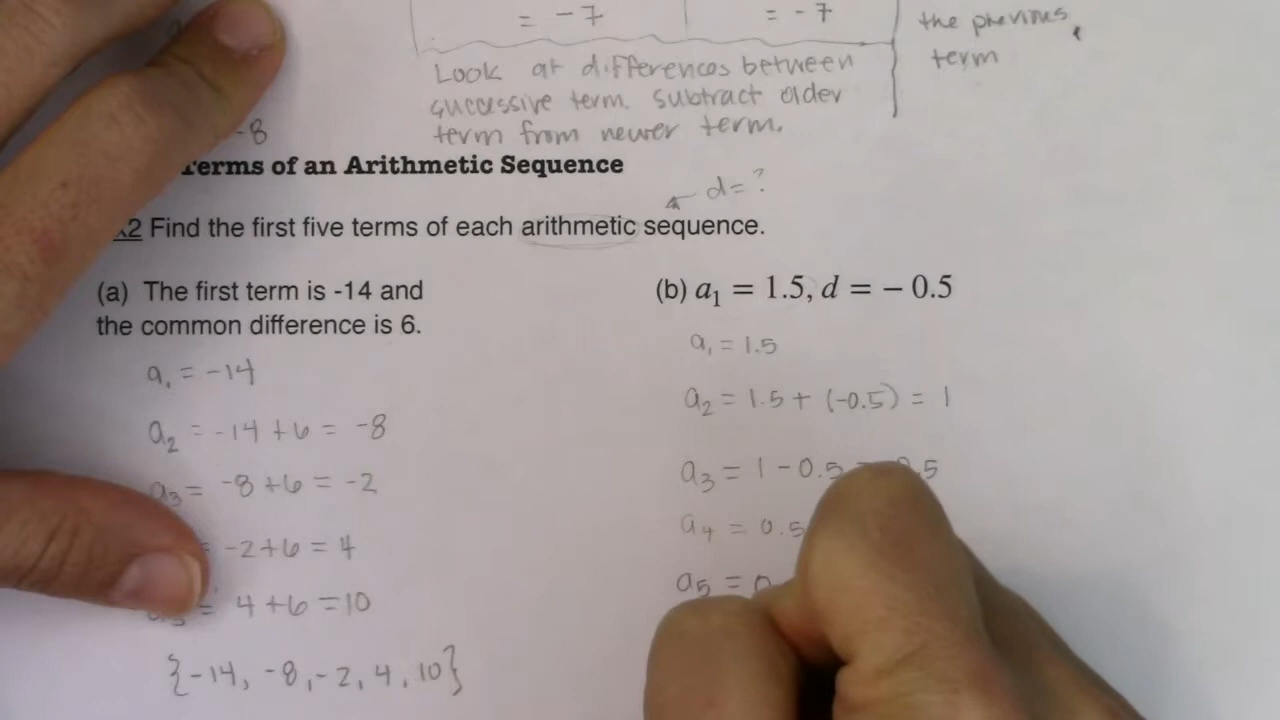 = -7
= -7
the previous
term
Look at differences between
successive term. Subtract older
term from newer term.
-8
Terms of an Arithmetic Sequence
d=?
x2 Find the first five terms of each arithmetic sequence.
(a) The first term is -14 and
the common difference is 6.
a₁ = -14
a₂ = -14 +6 = -8
a₃ = -8 +6 = -2
= -2+6 = 4
= 4 +6 =10
{-14, -8, -2, 4, 10}
(b) a₁ = 1.5, d = − 0.5
a₁ = 1.5
a₂ = 1.5 + (-0.5) = 1
a₃ = 1 - 0.5 = 0.5
a₄ = 0.5
a₅ = 0